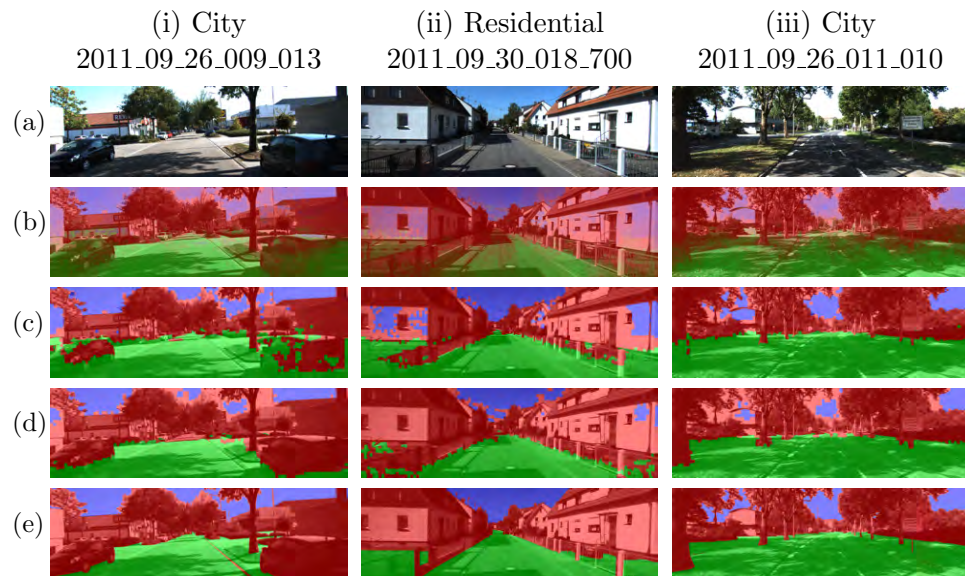 (i) City (ii) Residential (iii) City
2011_09_26_009_013 2011_09_30_018_700 2011_09_26_011_010
(a)
(b)
(c)
(d)
(e)